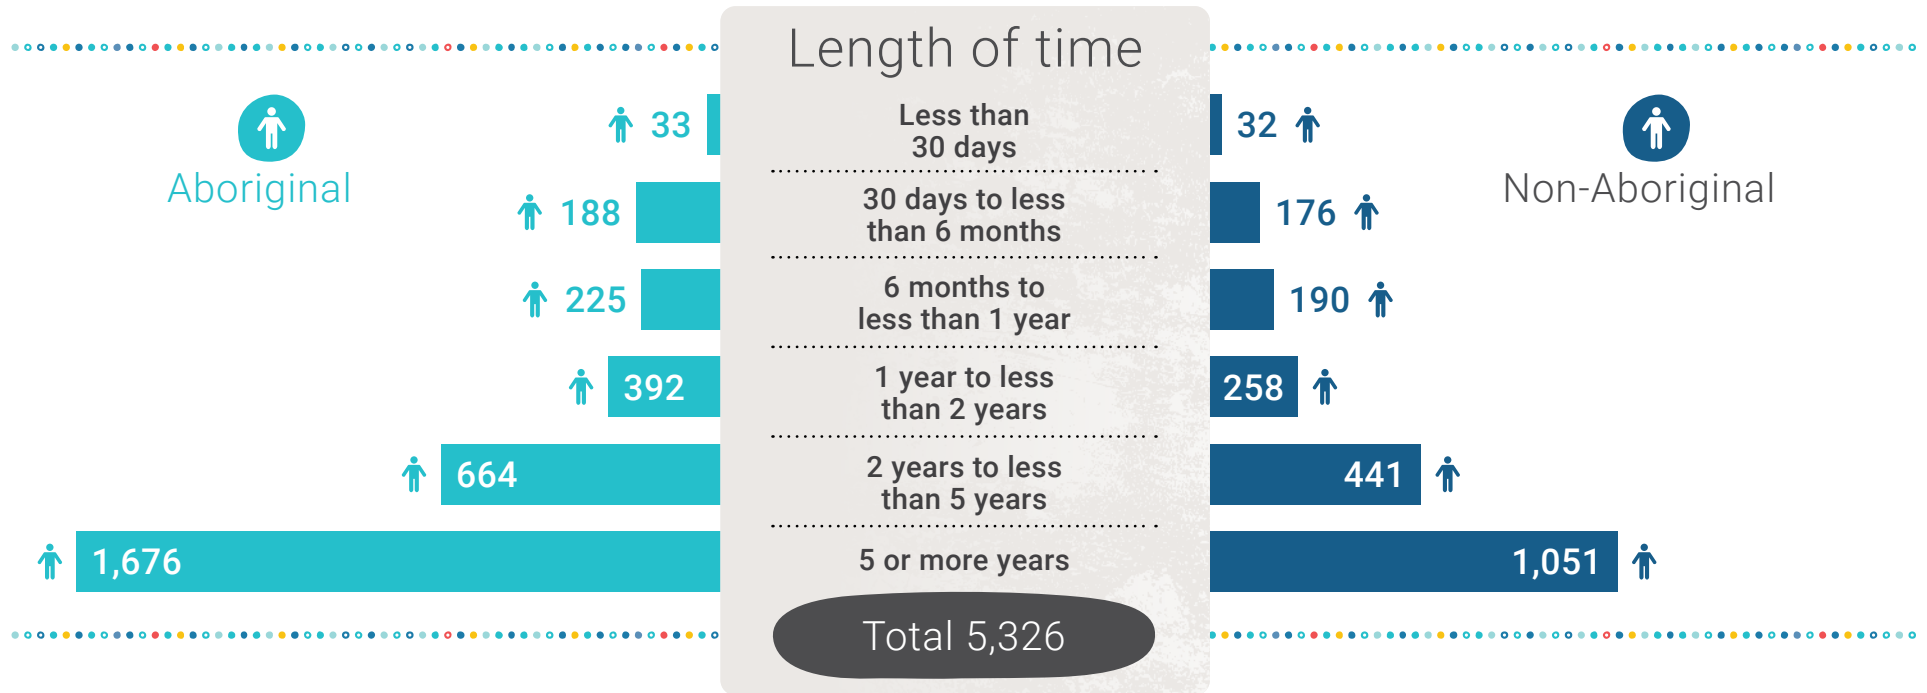 Length of time
Aboriginal
Non-Aboriginal
33
Less than
30 days
32
188
30 days to less
than 6 months
176
225
6 months to
less than 1 year
190
392
1 year to less
than 2 years
258
664
2 years to less
than 5 years
441
1,676
5 or more years
1,051
Total 5,326